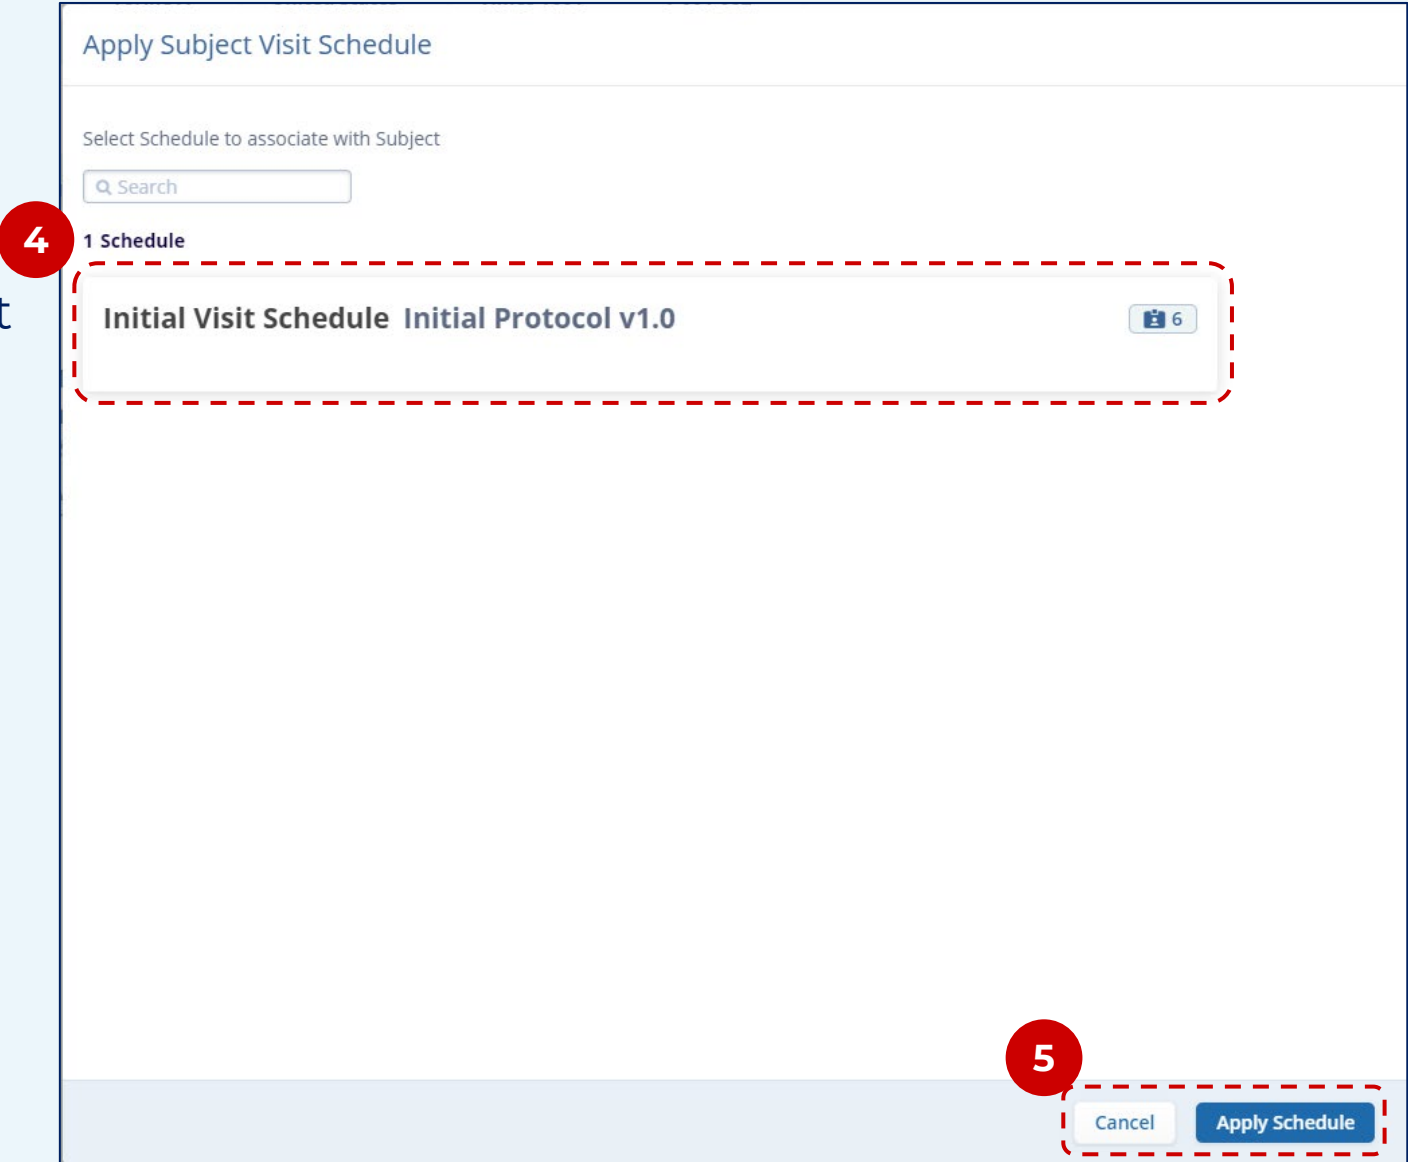 Apply Subject Visit Schedule
Select Schedule to associate with Subject
Search
4
1 Schedule
t
Initial Visit Schedule Initial Protocol v1.0
6
5
Cancel
Apply Schedule